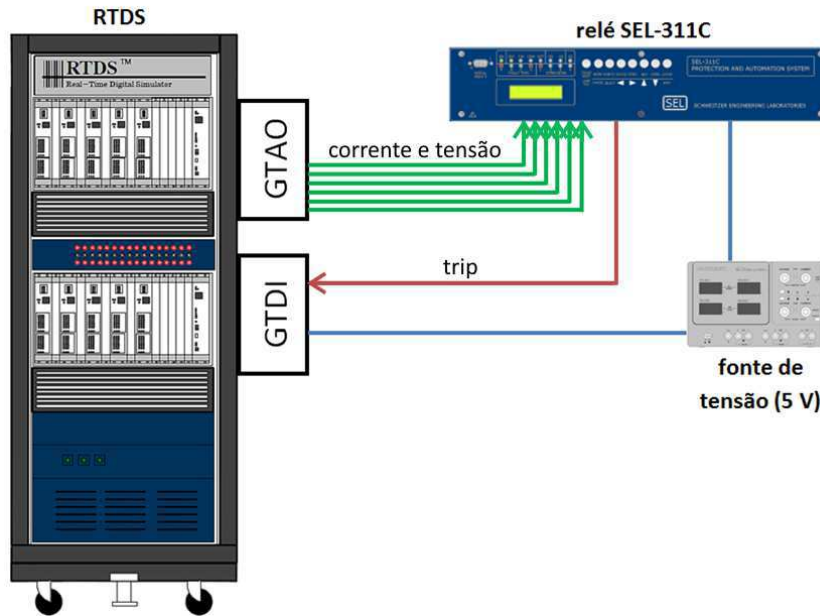 RTDS
relé SEL-311C
RTDS™
Real-Time Digital Simulator
SEL-311C
PROTECTION AND AUTOMATION SYSTEM
SEL
SCHWEITZER ENGINEERING LABORATORIES
GTAO
corrente e tensão
trip
GTDI
fonte de
tensão (5 V)